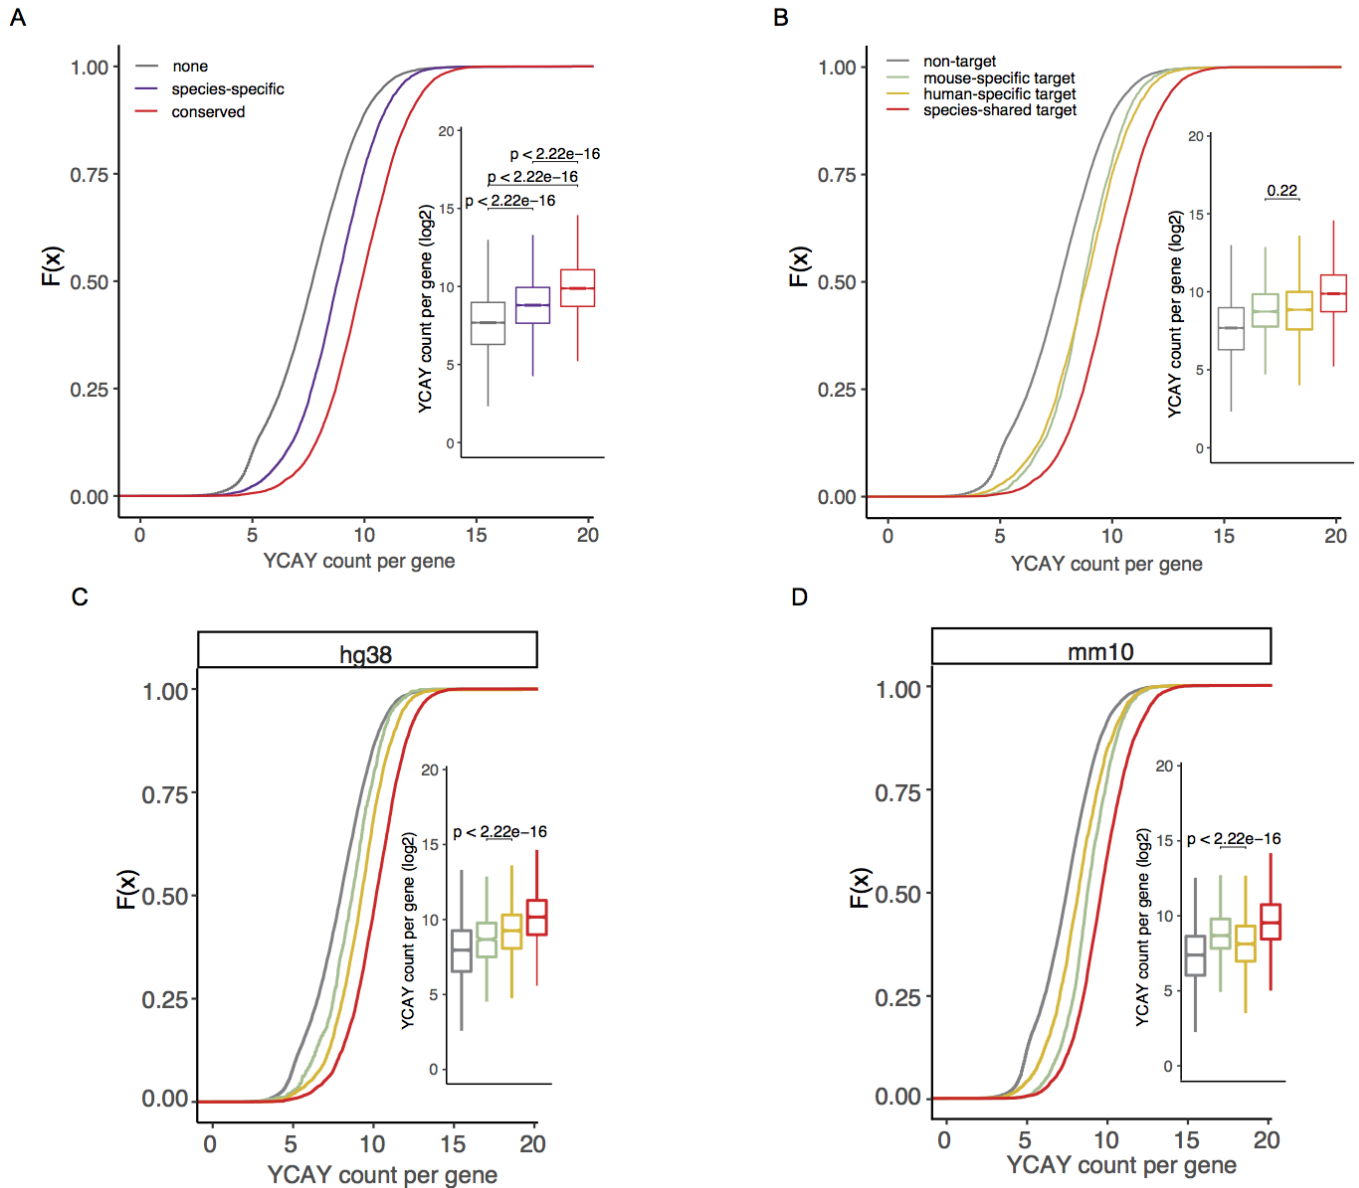 A
1.00
0.75
0.50
0.25
0.00
F(x)
none
species-specific
conserved
0
5
10
15
20
YCAY count per gene
20
15
10
5
0
YCAY count per gene (log2)
p < 2.22e−16
p < 2.22e−16
p < 2.22e−16
B
1.00
0.75
0.50
0.25
0.00
F(x)
non-target
mouse-specific target
human-specific target
species-shared target
0
5
10
15
20
YCAY count per gene
20
15
10
5
0
YCAY count per gene (log2)
0.22
C
hg38
1.00
0.75
0.50
0.25
0.00
F(x)
0
5
10
15
20
YCAY count per gene
20
15
10
5
0
YCAY count per gene (log2)
p < 2.22e−16
D
mm10
1.00
0.75
0.50
0.25
0.00
F(x)
0
5
10
15
20
YCAY count per gene
20
15
10
5
0
YCAY count per gene (log2)
p < 2.22e−16